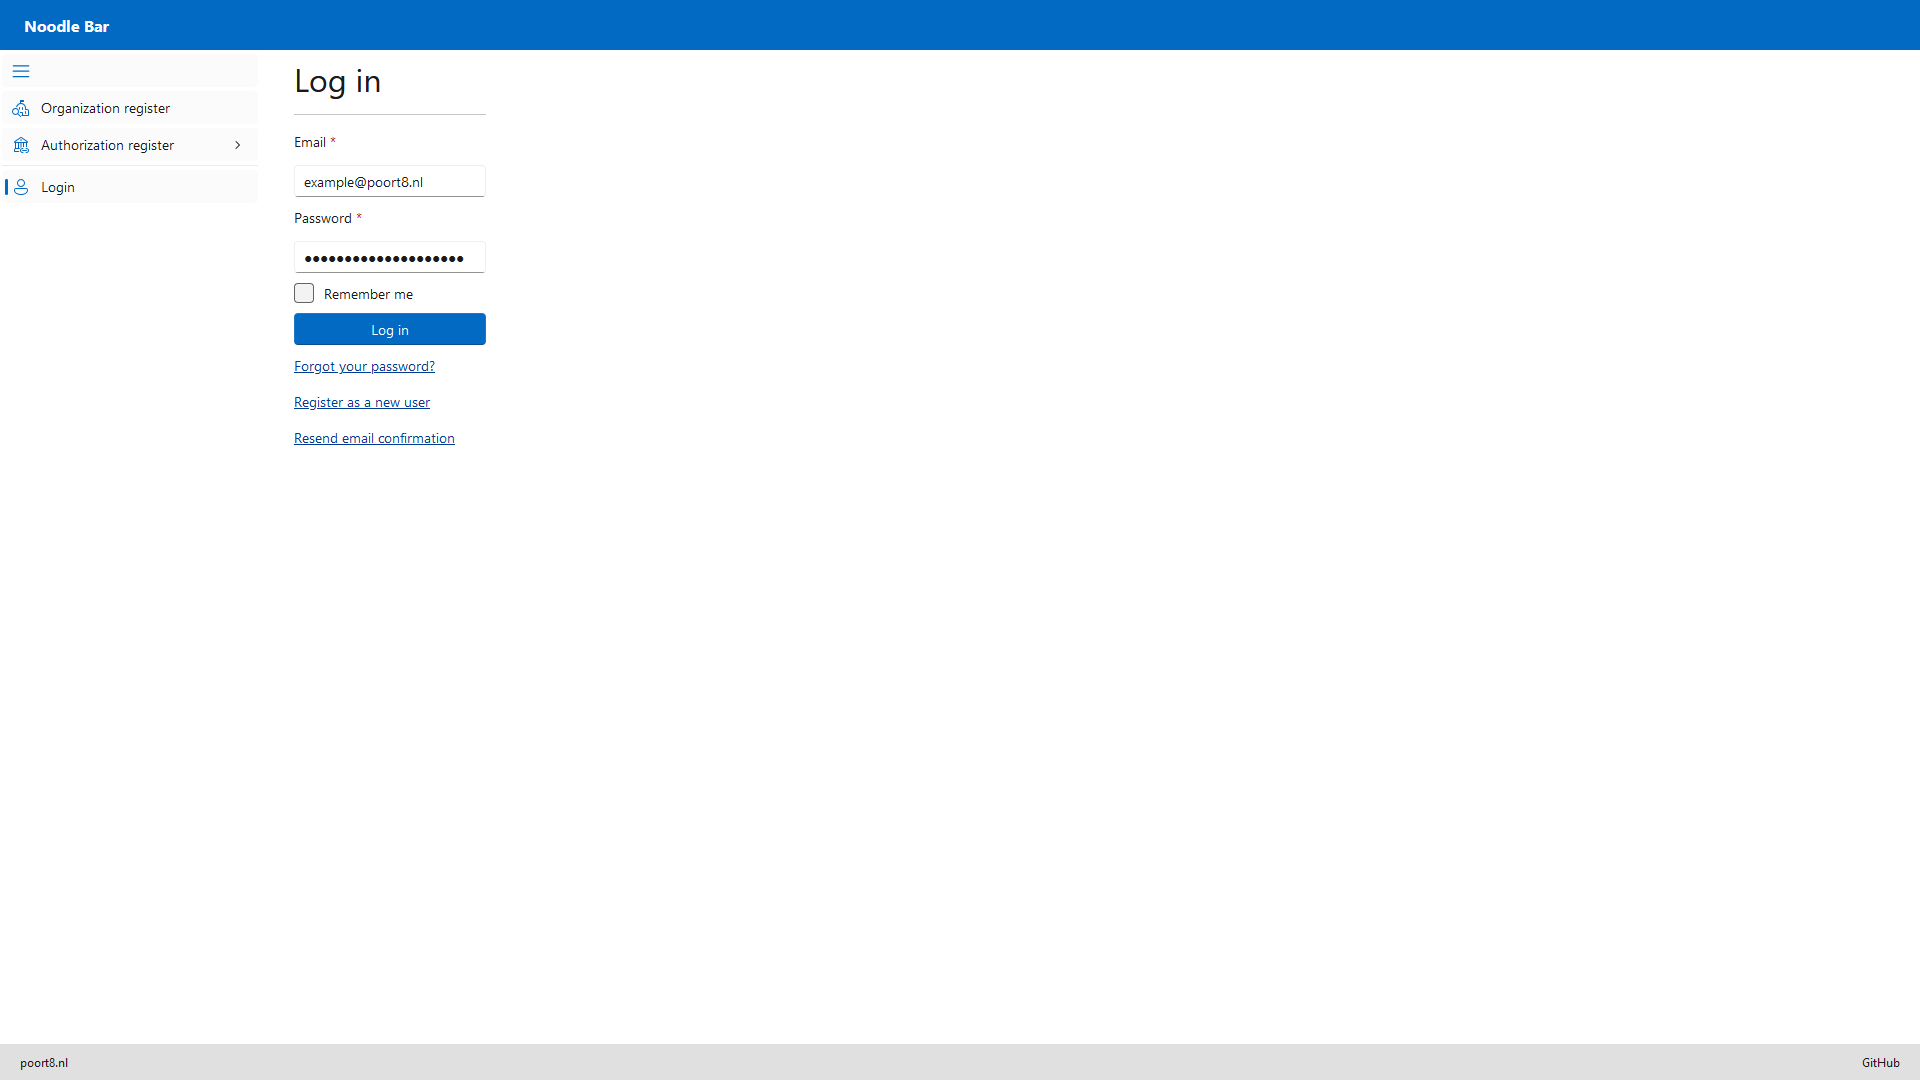 Noodle Bar
Organization register
Authorization register
Login
Log in
Email *
example@poort8.nl
Password *
••••••••••••••••••••
Remember me
Log in
Forgot your password?
Register as a new user
Resend email confirmation
poort8.nl
GitHub